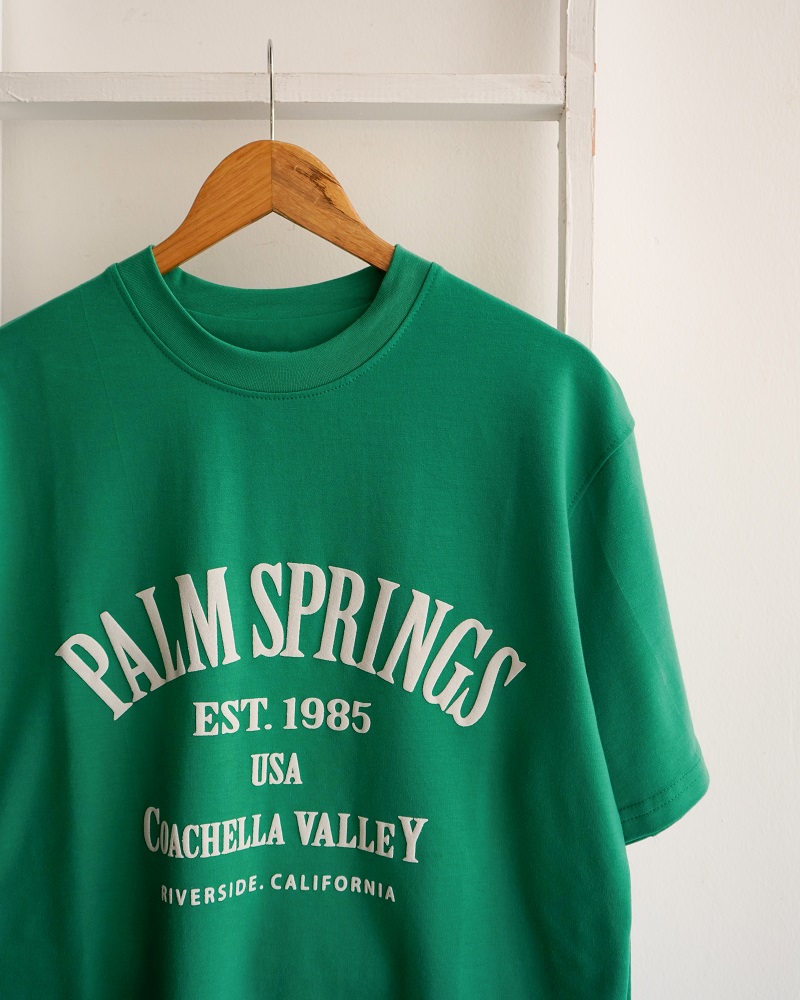 PALM SPRINGS
EST. 1985
USA
COACHELLA VALLEY
RIVERSIDE. CALIFORNIA